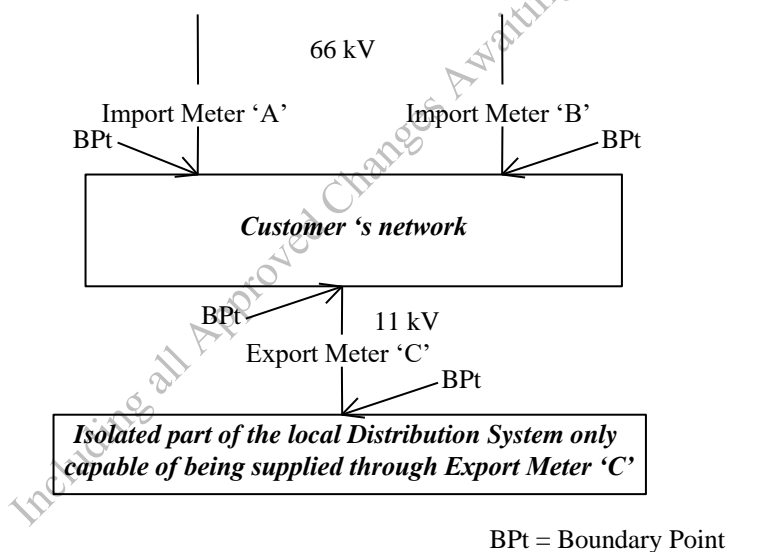 66 kV
Import Meter ‘A’
Import Meter ‘B’
BPt
BPt
Customer ‘s network
BPt
11 kV
Export Meter ‘C’
BPt
Isolated part of the local Distribution System only
capable of being supplied through Export Meter ‘C’
BPt = Boundary Point
Including all Approved Changes Awaiting